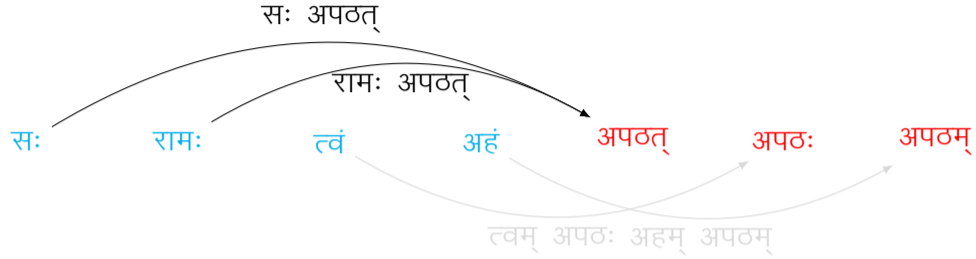 सः अपठत्
रामः अपठत्
सः रामः त्वं अहं अपठत् अपठः अपठम्
त्वम् अपठः अहम् अपठम्